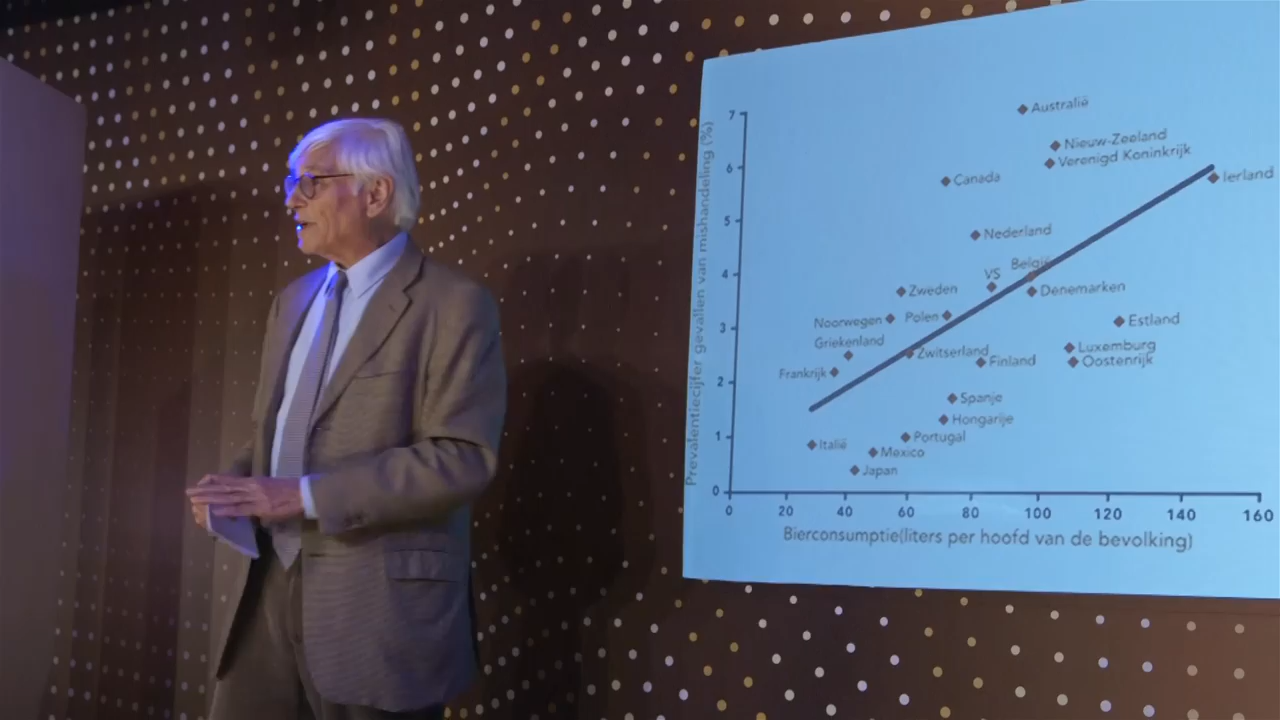 Prevalentiecijfer gevallen van mishandeling (%)
7
6
5
4
3
2
1
0
Australië
Nieuw-Zeeland
Verenigd Koninkrijk
Canada
Ierland
Nederland
België
VS
Zweden
Denemarken
Noorwegen
Polen
Estland
Griekenland
Zwitserland
Luxemburg
Finland
Oostenrijk
Frankrijk
Spanje
Hongarije
Portugal
Italië
Mexico
Japan
0 20 40 60 80 100 120 140 160
Bierconsumptie(liters per hoofd van de bevolking)